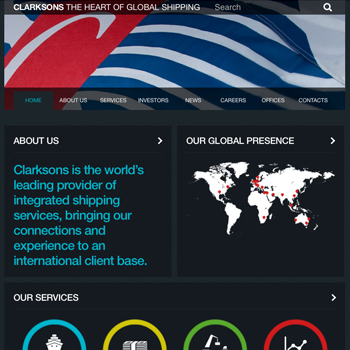 CLARKSONS THE HEART OF GLOBAL SHIPPING Search
HOME ABOUT US SERVICES INVESTORS NEWS CAREERS OFFICES CONTACTS
ABOUT US
Clarksons is the world's
leading provider of
integrated shipping
services, bringing our
connections and
experience to an
international client base.
OUR GLOBAL PRESENCE
OUR SERVICES